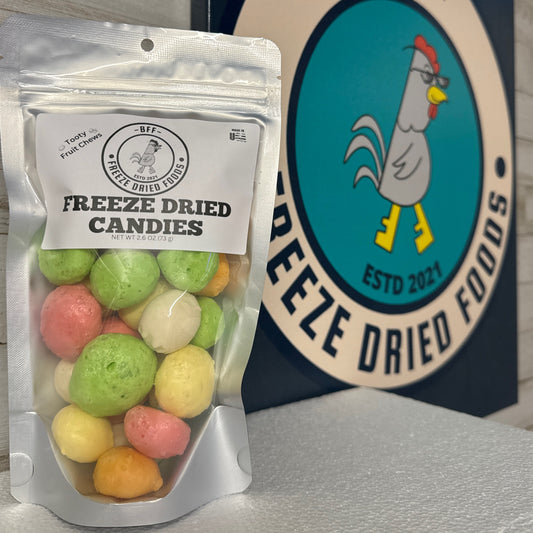 Tooty
Fruit Chews
-BFF-
ESTD 2021
FREEZE DRIED FOODS
MADE IN
USA
FREEZE DRIED
CANDIES
NET WT 2.6 OZ (73 g)
ESTD 2021
FREEZE DRIED FOODS